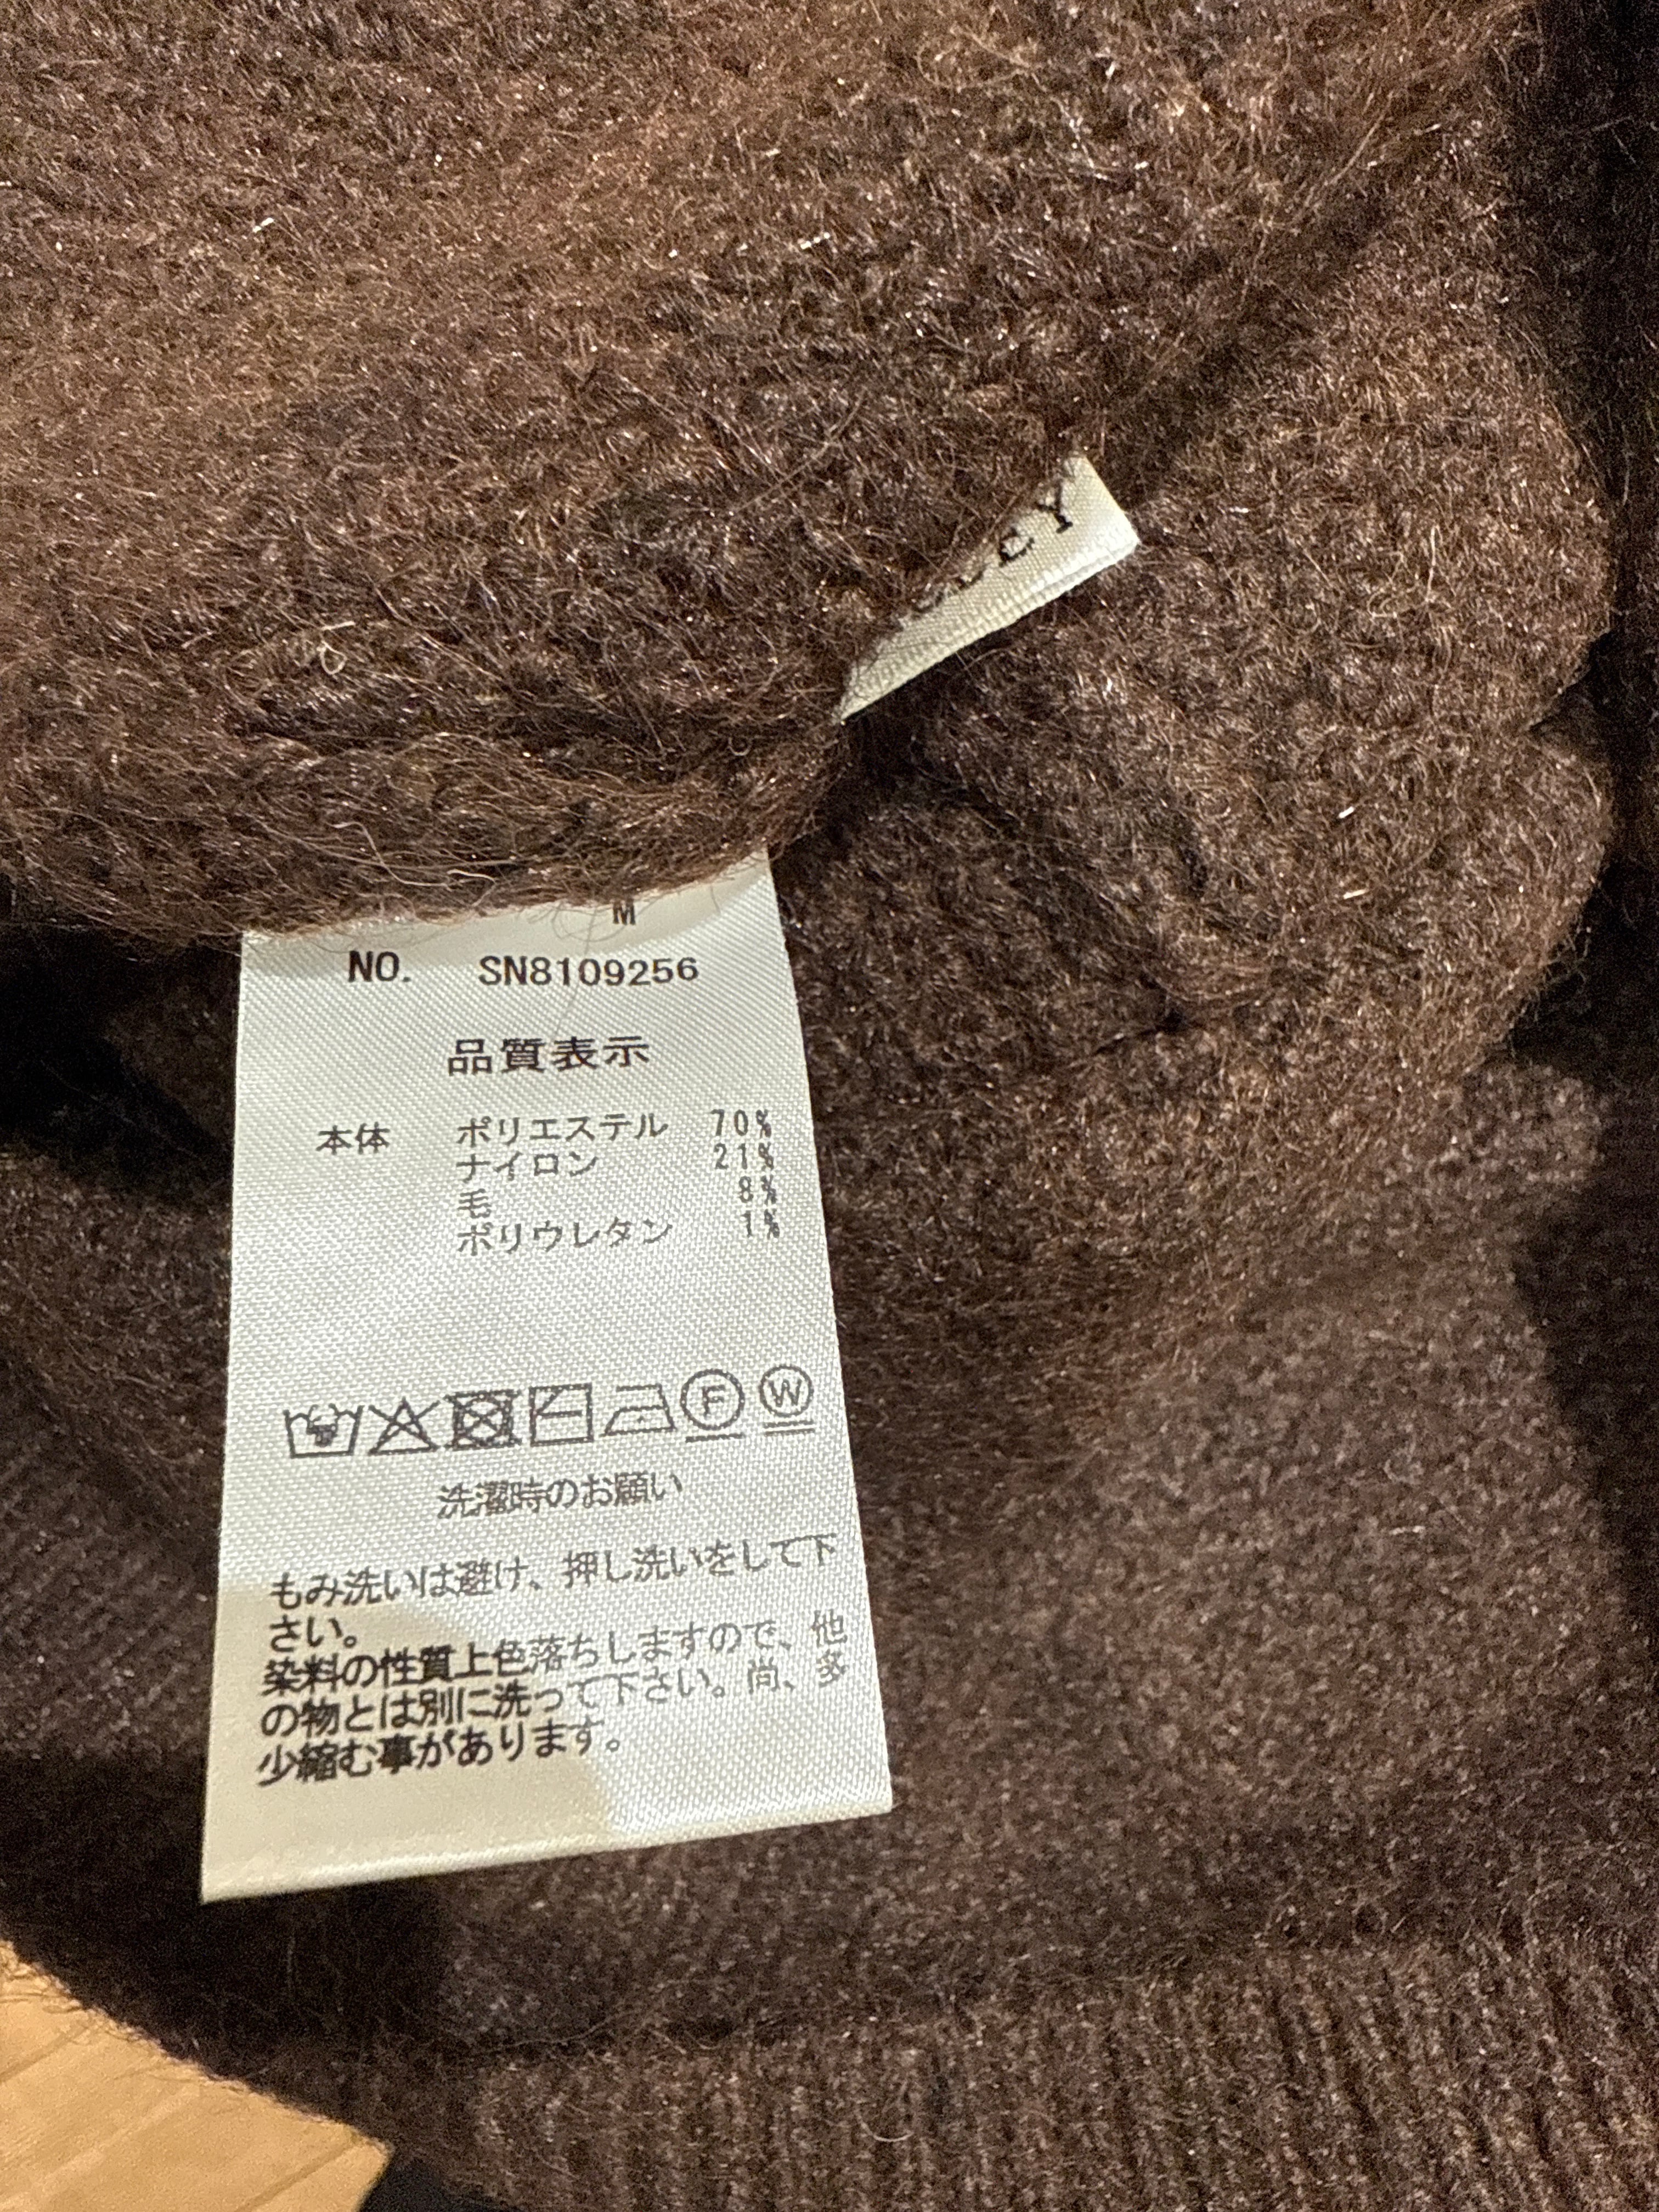 M
NO. SN8109256
品質表示
本体 ポリエステル 70%
ナイロン 21%
毛 8%
ポリウレタン 1%
F W
洗濯時のお願い
もみ洗いは避け、押し洗いをして下
さい。
染料の性質上色落ちしますので、他
の物とは別に洗って下さい。尚、多
少縮む事があります。